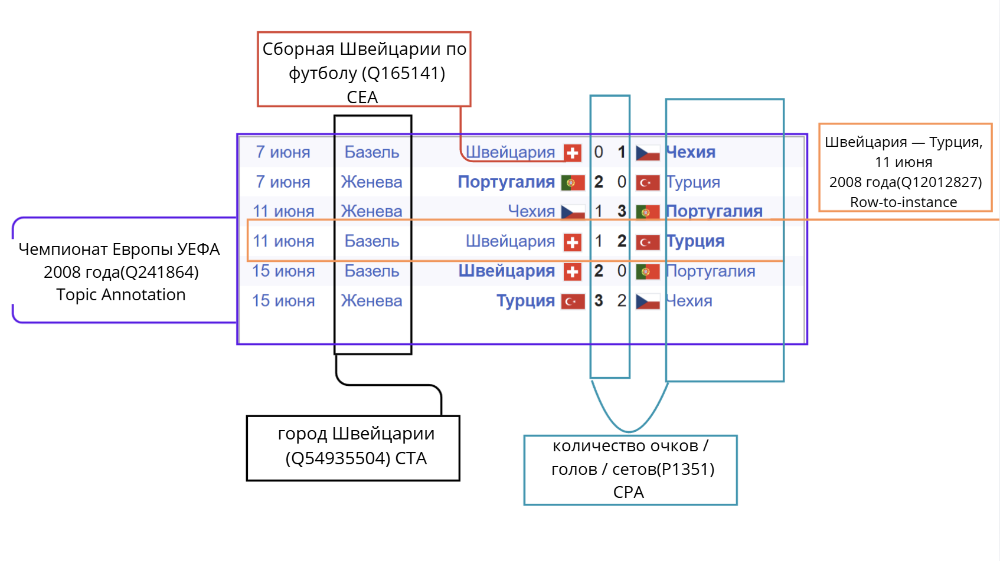 Сборная Швейцарии по
футболу (Q165141)
CEA
7 июня Базель Швейцария 0 1 Чехия
7 июня Женева Португалия 2 0 Турция
11 июня Женева Чехия 1 3 Португалия
11 июня Базель Швейцария 1 2 Турция
15 июня Базель Швейцария 2 0 Португалия
15 июня Женева Турция 3 2 Чехия
Швейцария — Турция,
11 июня
2008 года(Q12012827)
Row-to-instance
Чемпионат Европы УЕФА
2008 года(Q241864)
Topic Annotation
город Швейцарии
(Q54935504) CTA
количество очков /
голов / сетов(P1351)
CPA